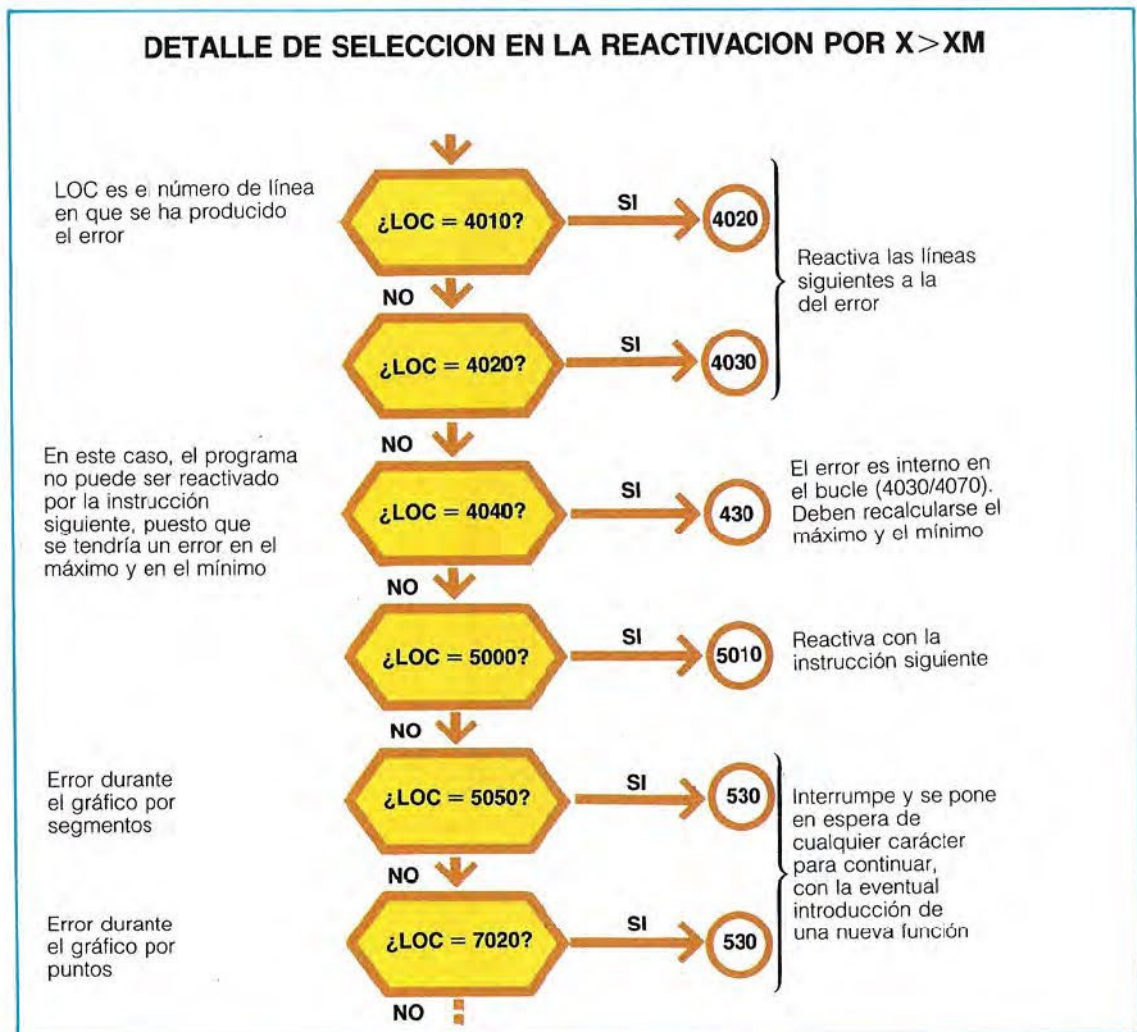 DETALLE DE SELECCION EN LA REACTIVACION POR X>XM
LOC es el número de línea
en que se ha producido
el error
¿LOC = 4010?
SI
4020
Reactiva las líneas
siguientes a la
del error
NO
¿LOC = 4020?
SI
4030
NO
En este caso, el programa
no puede ser reactivado
por la instrucción
siguiente, puesto que
se tendría un error en el
máximo y en el mínimo
¿LOC = 4040?
SI
430
El error es interno en
el bucle (4030/4070).
Deben recalcularse el
máximo y el mínimo
NO
¿LOC = 5000?
SI
5010
Reactiva con la
instrucción siguiente
NO
Error durante
el gráfico por
segmentos
¿LOC = 5050?
SI
530
Interrumpe y se pone
en espera de
cualquier carácter
para continuar,
con la eventual
introducción de
una nueva función
NO
Error durante
el gráfico por
puntos
¿LOC = 7020?
SI
530
NO